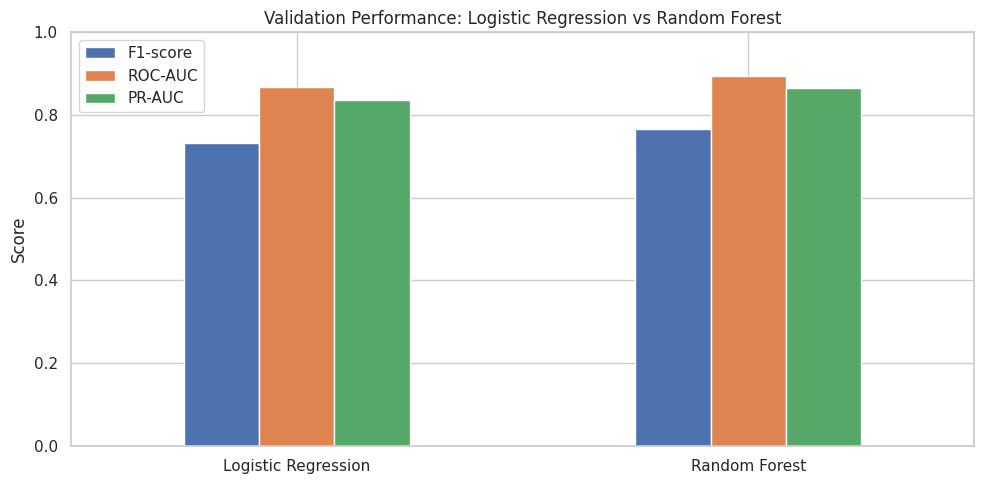 Validation Performance: Logistic Regression vs Random Forest
1.0
0.8
0.6
0.4
0.2
0.0
Score
F1-score
ROC-AUC
PR-AUC
Logistic Regression
Random Forest